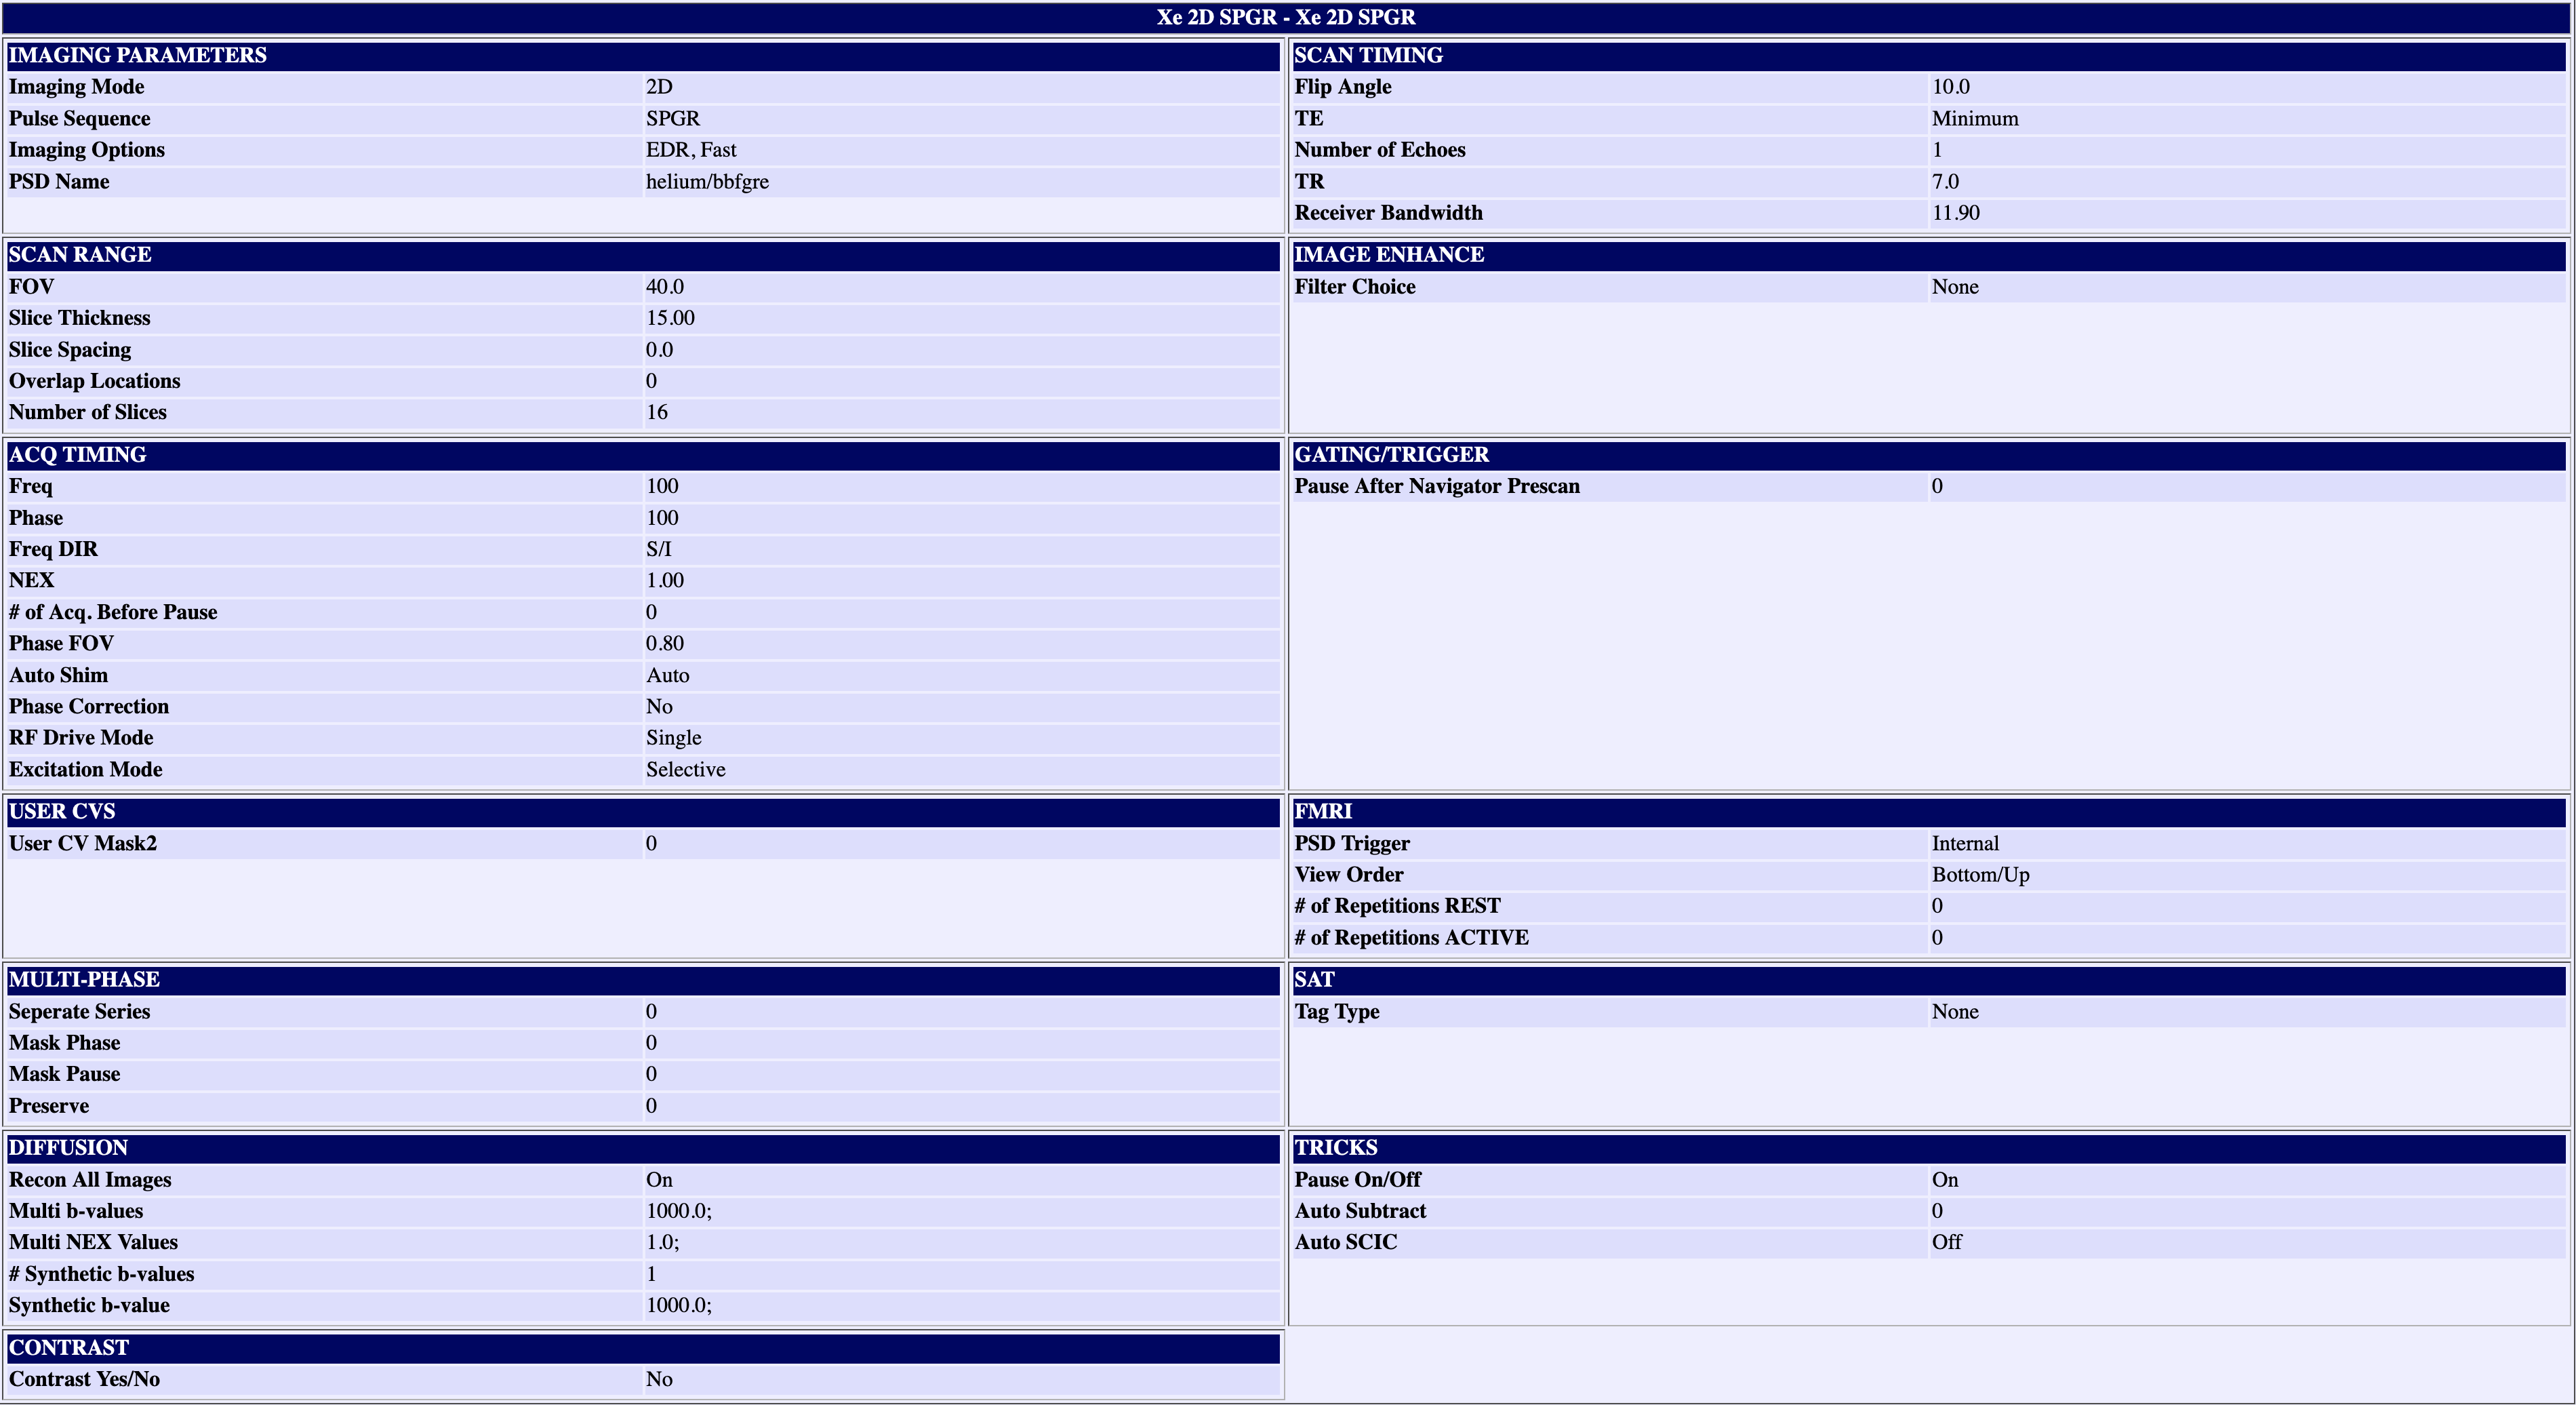 Xe 2D SPGR - Xe 2D SPGR
IMAGING PARAMETERS
Imaging Mode 2D
Pulse Sequence SPGR
Imaging Options EDR, Fast
PSD Name helium/bbfgre
SCAN TIMING
Flip Angle 10.0
TE Minimum
Number of Echoes 1
TR 7.0
Receiver Bandwidth 11.90
SCAN RANGE
FOV 40.0
Slice Thickness 15.00
Slice Spacing 0.0
Overlap Locations 0
Number of Slices 16
IMAGE ENHANCE
Filter Choice None
ACQ TIMING
Freq 100
Phase 100
Freq DIR S/I
NEX 1.00
# of Acq. Before Pause 0
Phase FOV 0.80
Auto Shim Auto
Phase Correction No
RF Drive Mode Single
Excitation Mode Selective
GATING/TRIGGER
Pause After Navigator Prescan 0
USER CVS
User CV Mask2 0
FMRI
PSD Trigger Internal
View Order Bottom/Up
# of Repetitions REST 0
# of Repetitions ACTIVE 0
MULTI-PHASE
Seperate Series 0
Mask Phase 0
Mask Pause 0
Preserve 0
SAT
Tag Type None
DIFFUSION
Recon All Images On
Multi b-values 1000.0;
Multi NEX Values 1.0;
# Synthetic b-values 1
Synthetic b-value 1000.0;
TRICKS
Pause On/Off On
Auto Subtract 0
Auto SCIC Off
CONTRAST
Contrast Yes/No No